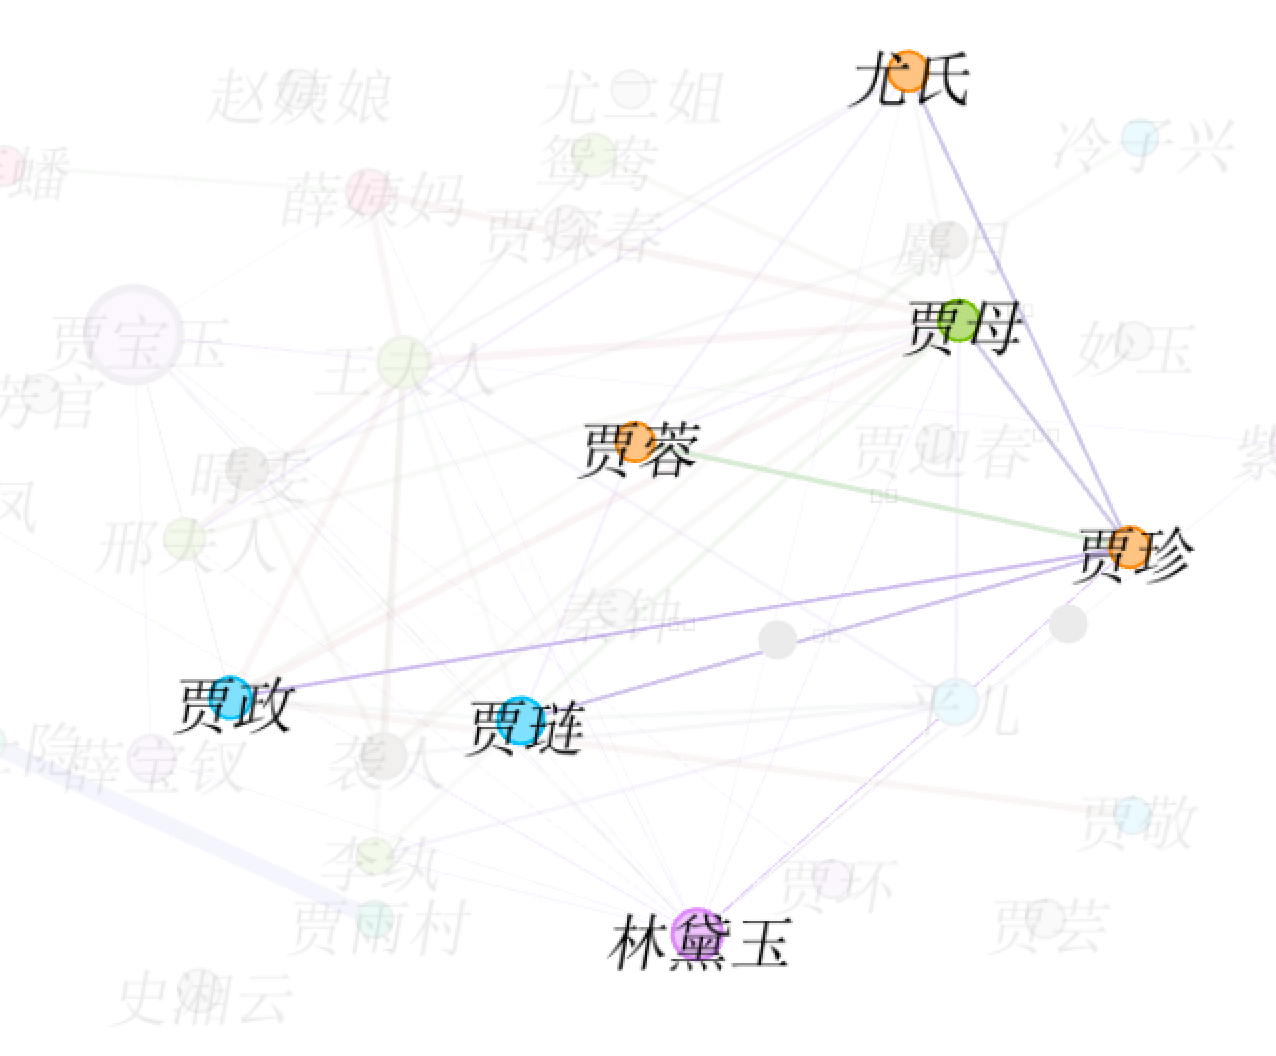 尤氏
赵姨娘
尤二姐
冷子兴
鸳鸯
蟠
薛姨妈
贾探春
麝月
贾母
贾宝玉
王夫人
妙玉
芳官
贾蓉
贾迎春
紫
晴雯
凤
邢夫人
贾珍
秦钟
贾政
贾琏
平儿
隐
薛宝钗
袭人
贾敬
李纨
贾环
贾雨村
林黛玉
贾芸
史湘云